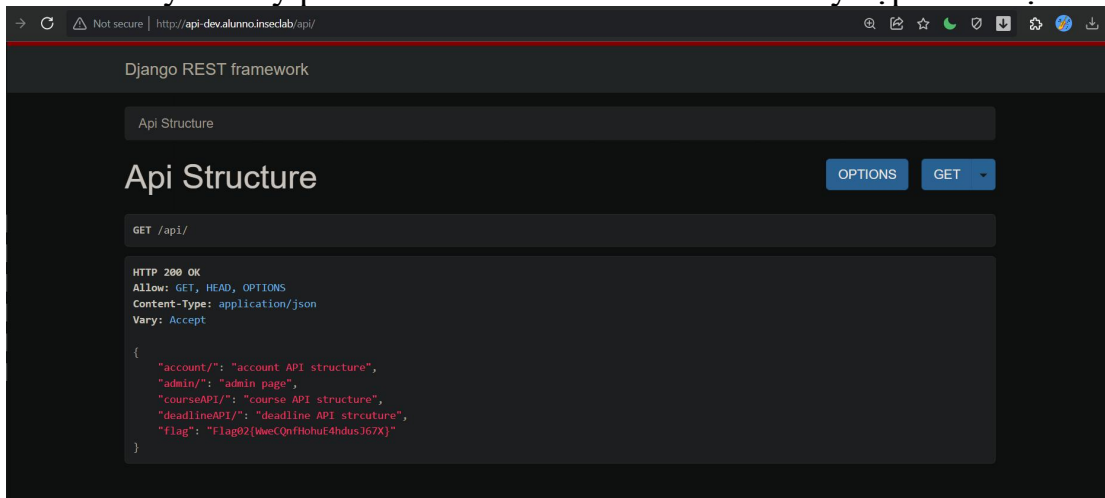 Not secure | http://api-dev.alunno.inseclab/api/
Django REST framework
Api Structure
Api Structure
OPTIONS GET
GET /api/
HTTP 200 OK
Allow: GET, HEAD, OPTIONS
Content-Type: application/json
Vary: Accept
{
"account/": "account API structure",
"admin/": "admin page",
"courseAPI/": "course API structure",
"deadlineAPI/": "deadline API strcuture",
"flag": "Flag02{WweCQnfHohuE4hdusJ67X}"
}